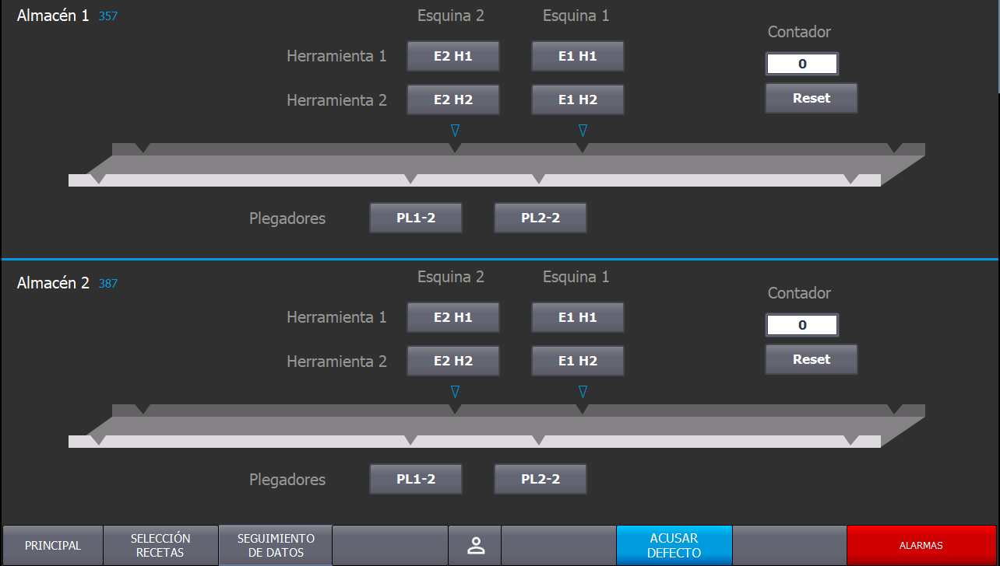 Almacén 1 357
Esquina 2 Esquina 1
Contador
Herramienta 1 E2 H1 E1 H1
0
Herramienta 2 E2 H2 E1 H2
Reset
Plegadores PL1-2 PL2-2
Almacén 2 387
Esquina 2 Esquina 1
Contador
Herramienta 1 E2 H1 E1 H1
0
Herramienta 2 E2 H2 E1 H2
Reset
Plegadores PL1-2 PL2-2
PRINCIPAL
SELECCIÓN
RECETAS
SEGUIMIENTO
DE DATOS
ACUSAR
DEFECTO
ALARMAS